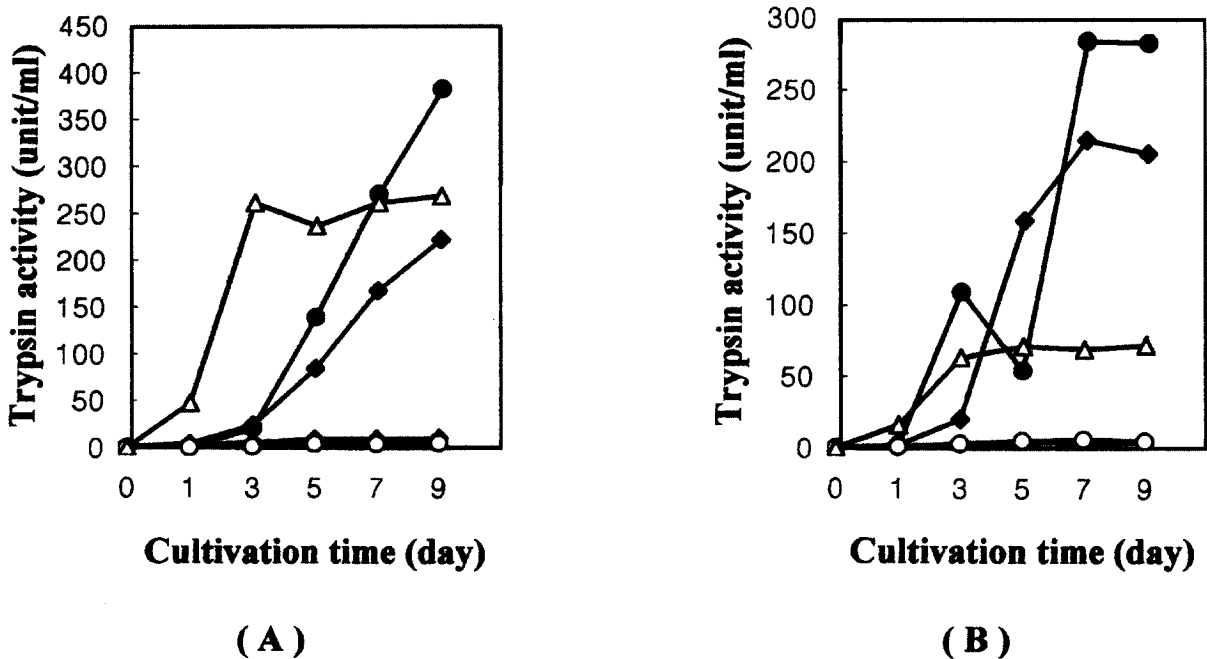 Trypsin activity (unit/ml)
450
400
350
300
250
200
150
100
50
0
0 1 3 5 7 9
Cultivation time (day)
( A )
Trypsin activity (unit/ml)
300
250
200
150
100
50
0
0 1 3 5 7 9
Cultivation time (day)
( B )